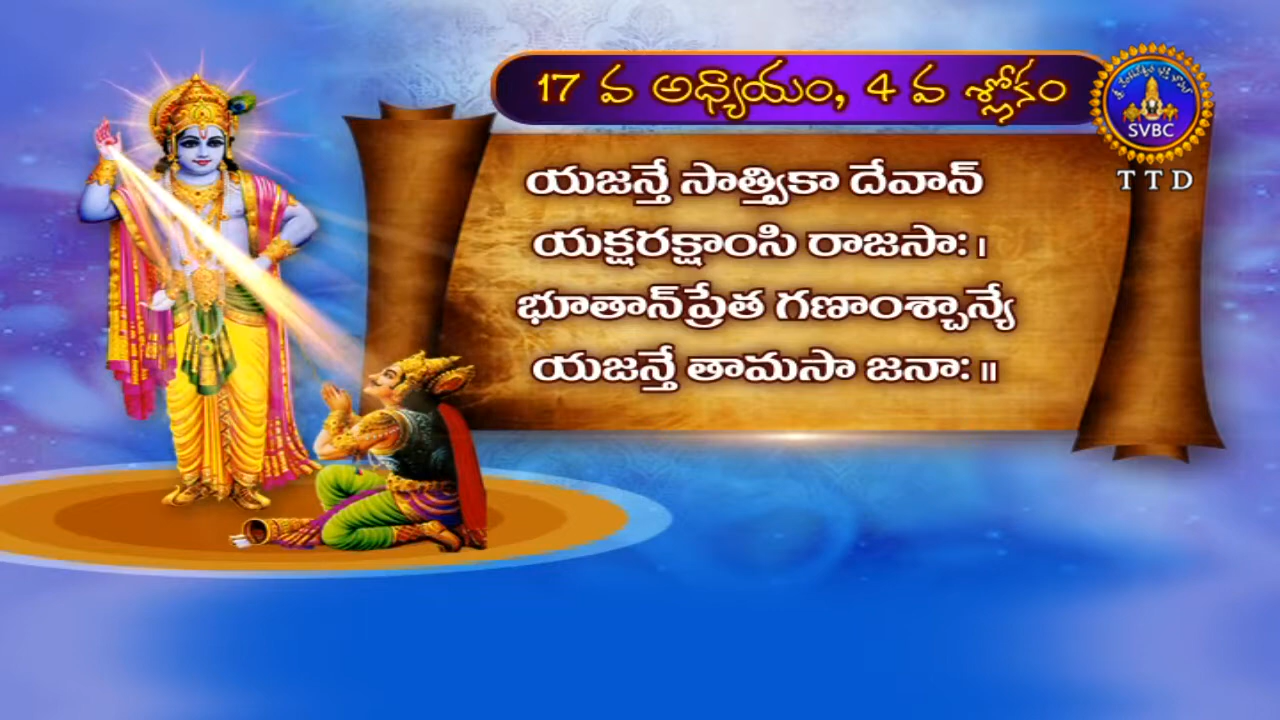 17 వ అధ్యాయం, 4 వ శ్లోకం
SVBC
TTD
యజన్తే సాత్త్వికా దేవాన్
యక్షరక్షాంసి రాజసాః ।
భూతాన్‌ప్రేత గణాంశ్చాన్యే
యజన్తే తామసా జనాః ॥